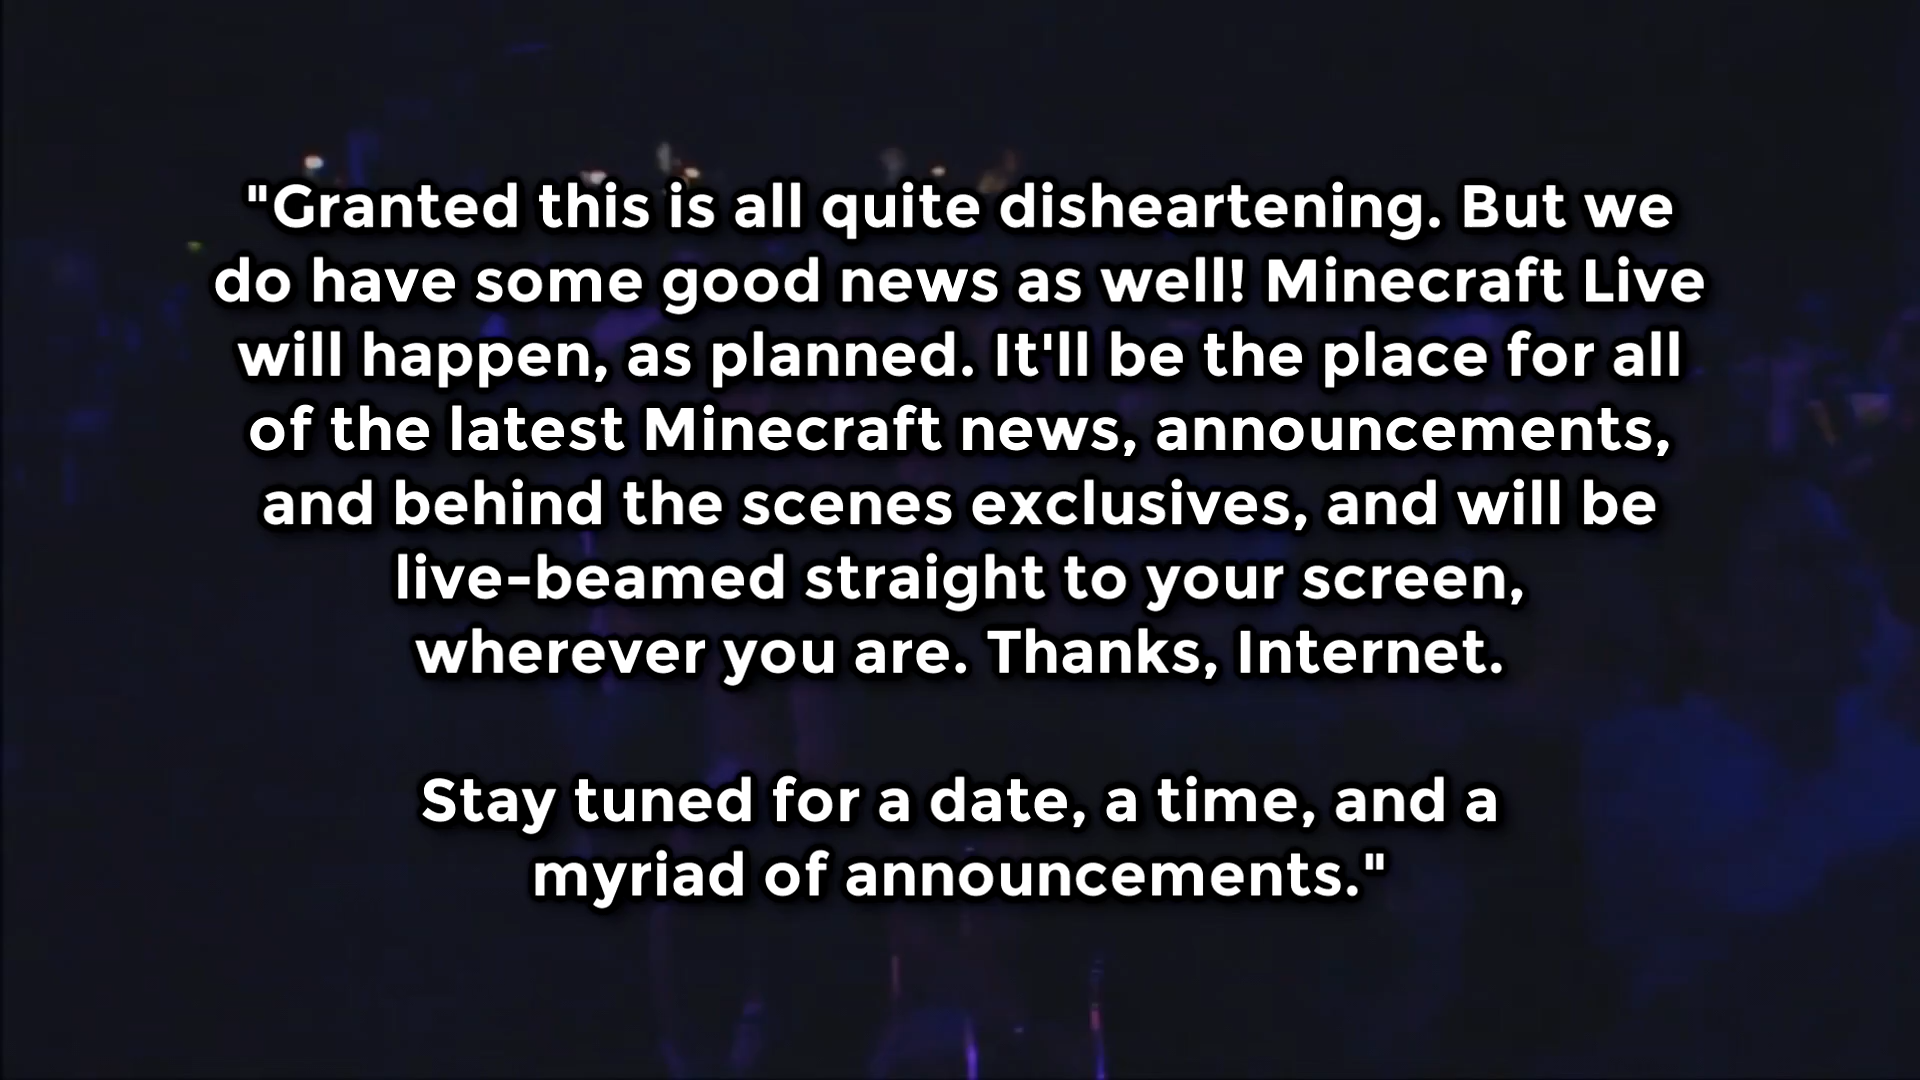 "Granted this is all quite disheartening. But we
do have some good news as well! Minecraft Live
will happen, as planned. It'll be the place for all
of the latest Minecraft news, announcements,
and behind the scenes exclusives, and will be
live-beamed straight to your screen,
wherever you are. Thanks, Internet.
Stay tuned for a date, a time, and a
myriad of announcements."